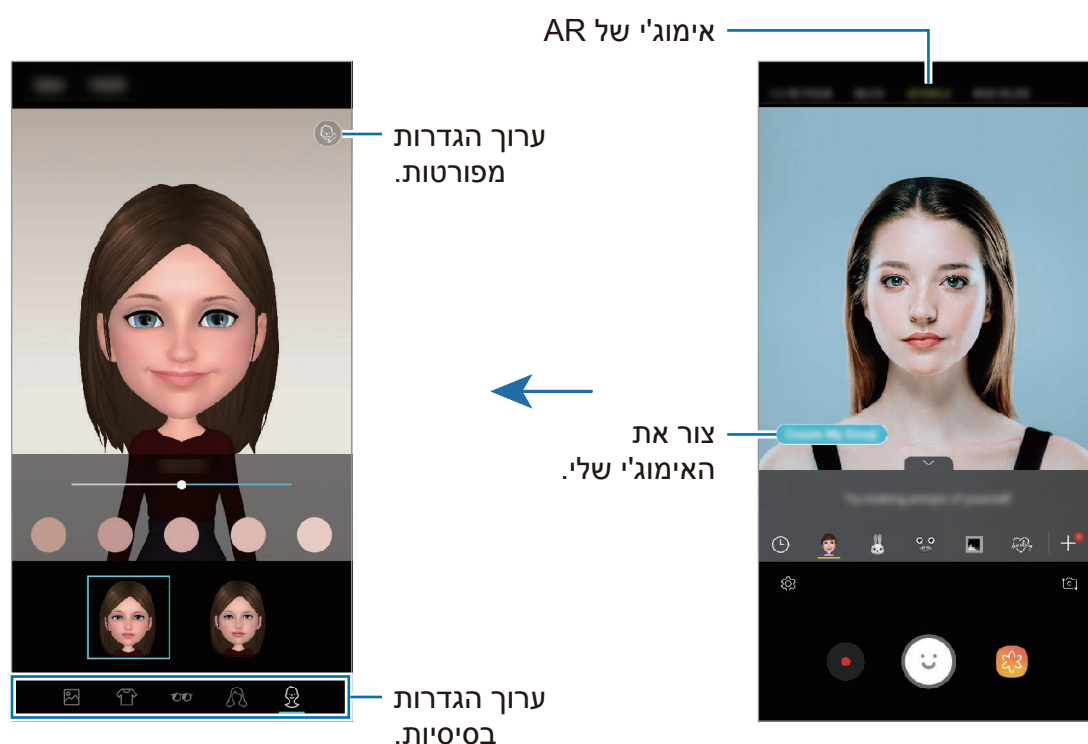 אימוג'י של AR
ערוך הגדרות
מפורטות.
צור את
האימוג'י שלי.
ערוך הגדרות
בסיסיות.